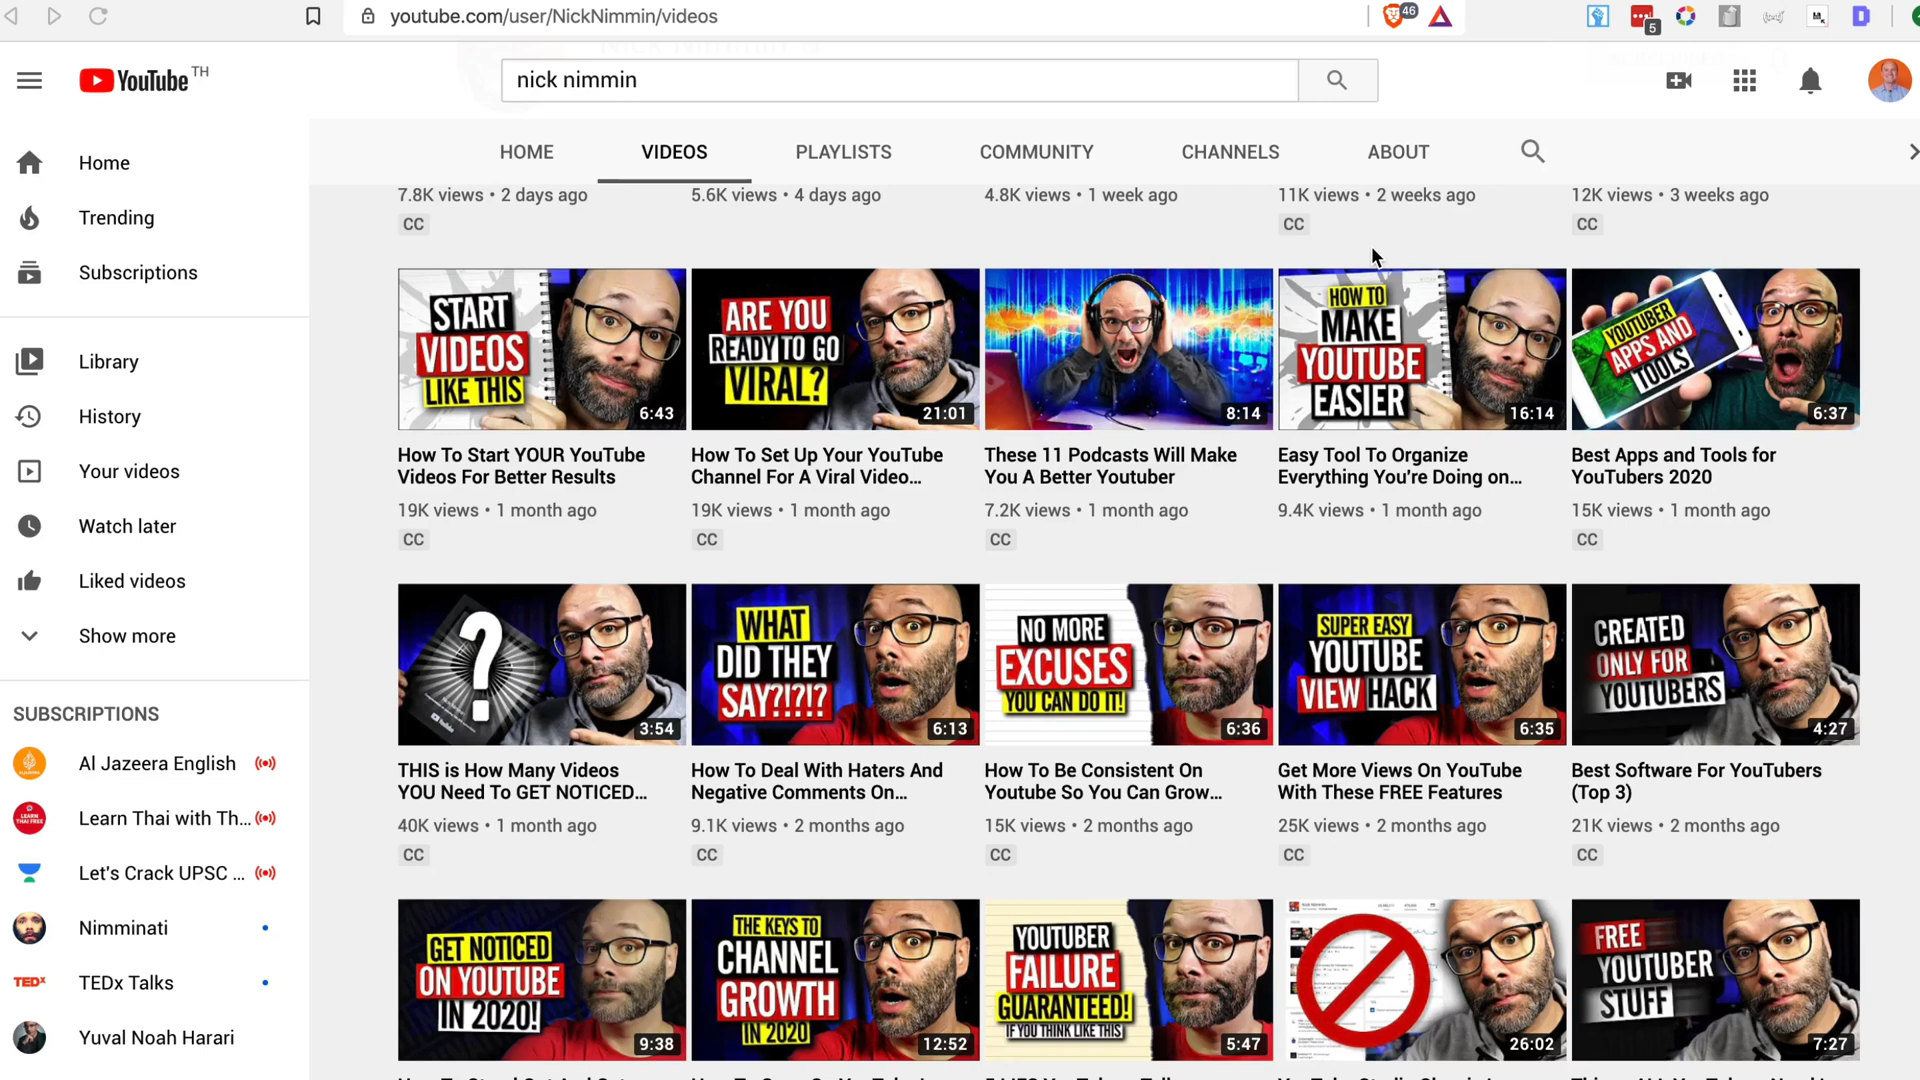 youtube.com/user/NickNimmin/videos
46
5
YouTube TH
nick nimmin
HOME
VIDEOS
PLAYLISTS
COMMUNITY
CHANNELS
ABOUT
Home
Trending
Subscriptions
Library
History
Your videos
Watch later
Liked videos
Show more
SUBSCRIPTIONS
Al Jazeera English
Learn Thai with Th...
Let's Crack UPSC ...
Nimminati
TEDx
TEDx Talks
Yuval Noah Harari
7.8K views • 2 days ago
CC
5.6K views • 4 days ago
4.8K views • 1 week ago
11K views • 2 weeks ago
CC
12K views • 3 weeks ago
CC
START
VIDEOS
LIKE THIS
6:43
How To Start YOUR YouTube
Videos For Better Results
19K views • 1 month ago
CC
ARE YOU
READY TO GO
VIRAL?
21:01
How To Set Up Your YouTube
Channel For A Viral Video...
19K views • 1 month ago
CC
8:14
These 11 Podcasts Will Make
You A Better Youtuber
7.2K views • 1 month ago
CC
HOW TO
MAKE
YOUTUBE
EASIER
16:14
Easy Tool To Organize
Everything You're Doing on...
9.4K views • 1 month ago
YOUTUBER
APPS AND
TOOLS
6:37
Best Apps and Tools for
YouTubers 2020
15K views • 1 month ago
CC
?
3:54
THIS is How Many Videos
YOU Need To GET NOTICED...
40K views • 1 month ago
CC
WHAT
DID THEY
SAY?!?!?
6:13
How To Deal With Haters And
Negative Comments On...
9.1K views • 2 months ago
CC
NO MORE
EXCUSES
YOU CAN DO IT!
6:36
How To Be Consistent On
Youtube So You Can Grow...
15K views • 2 months ago
CC
SUPER EASY
YOUTUBE
VIEW HACK
6:35
Get More Views On YouTube
With These FREE Features
25K views • 2 months ago
CC
CREATED
ONLY FOR
YOUTUBERS
4:27
Best Software For YouTubers
(Top 3)
21K views • 2 months ago
CC
GET NOTICED
ON YOUTUBE
IN 2020!
9:38
THE KEYS TO
CHANNEL
GROWTH
IN 2020
12:52
YOUTUBER
FAILURE
GUARANTEED!
IF YOU THINK LIKE THIS
5:47
26:02
FREE
YOUTUBER
STUFF
7:27